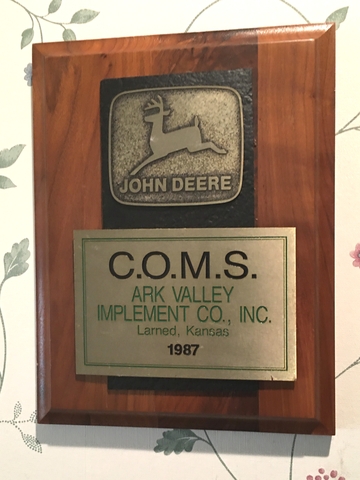 JOHN DEERE
C.O.M.S.
ARK VALLEY
IMPLEMENT CO., INC.
Larned, Kansas
1987